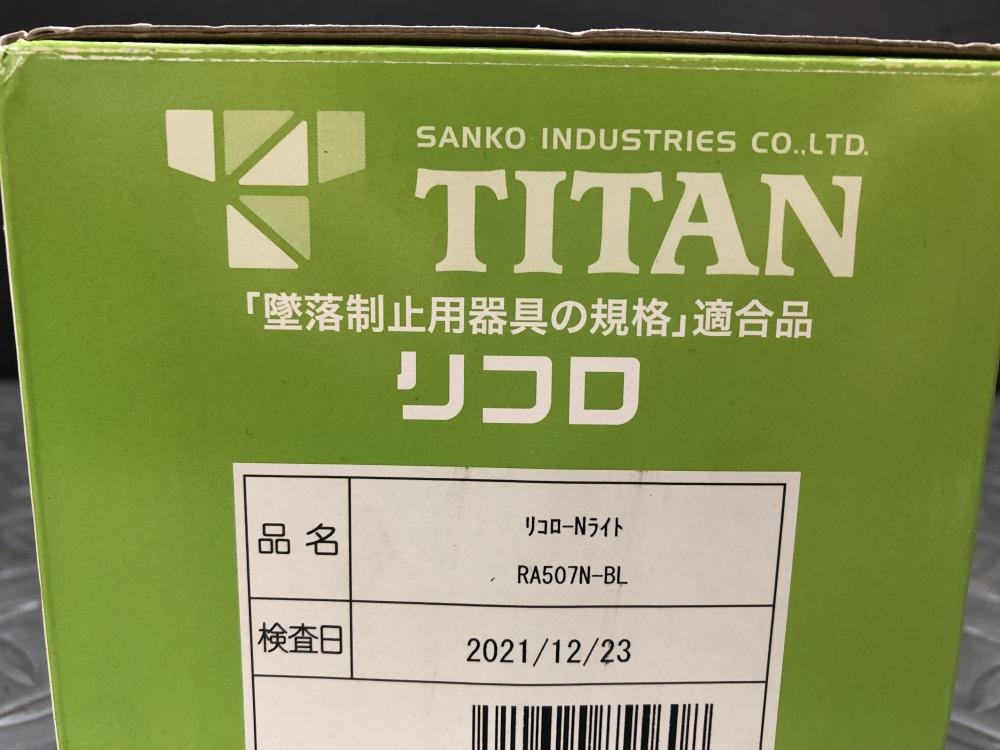 SANKO INDUSTRIES CO.,LTD.
TITAN
「墜落制止用器具の規格」適合品
リコロ
品名
ﾘｺﾛ-Nﾗｲﾄ
RA507N-BL
検査日
2021/12/23